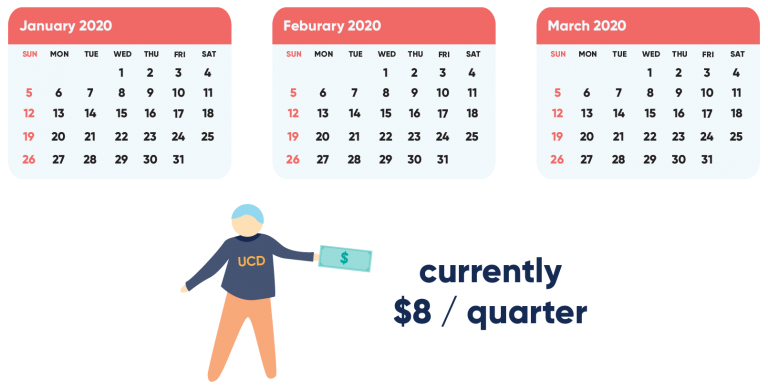 January 2020
SUN MON TUE WED THU FRI SAT
1 2 3 4
5 6 7 8 9 10 11
12 13 14 15 16 17 18
19 20 21 22 23 24 25
26 27 28 29 30 31
Feburary 2020
SUN MON TUE WED THU FRI SAT
1 2 3 4
5 6 7 8 9 10 11
12 13 14 15 16 17 18
19 20 21 22 23 24 25
26 27 28 29 30 31
March 2020
SUN MON TUE WED THU FRI SAT
1 2 3 4
5 6 7 8 9 10 11
12 13 14 15 16 17 18
19 20 21 22 23 24 25
26 27 28 29 30 31
UCD
$
currently
$8 / quarter